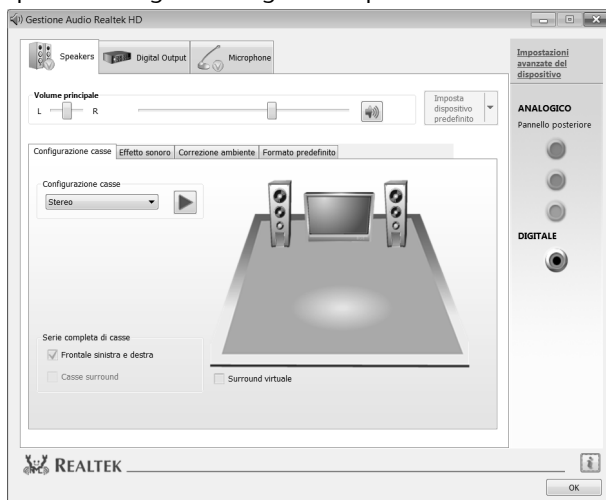 Gestione Audio Realtek HD
Speakers
Digital Output
Microphone
Impostazioni
avanzate del
dispositivo
Volume principale
L
R
Imposta
dispositivo
predefinito
ANALOGICO
Pannello posteriore
Configurazione casse
Effetto sonoro
Correzione ambiente
Formato predefinito
Configurazione casse
Stereo
DIGITALE
Serie completa di casse
Frontale sinistra e destra
Casse surround
Surround virtuale
REALTEK
i
OK